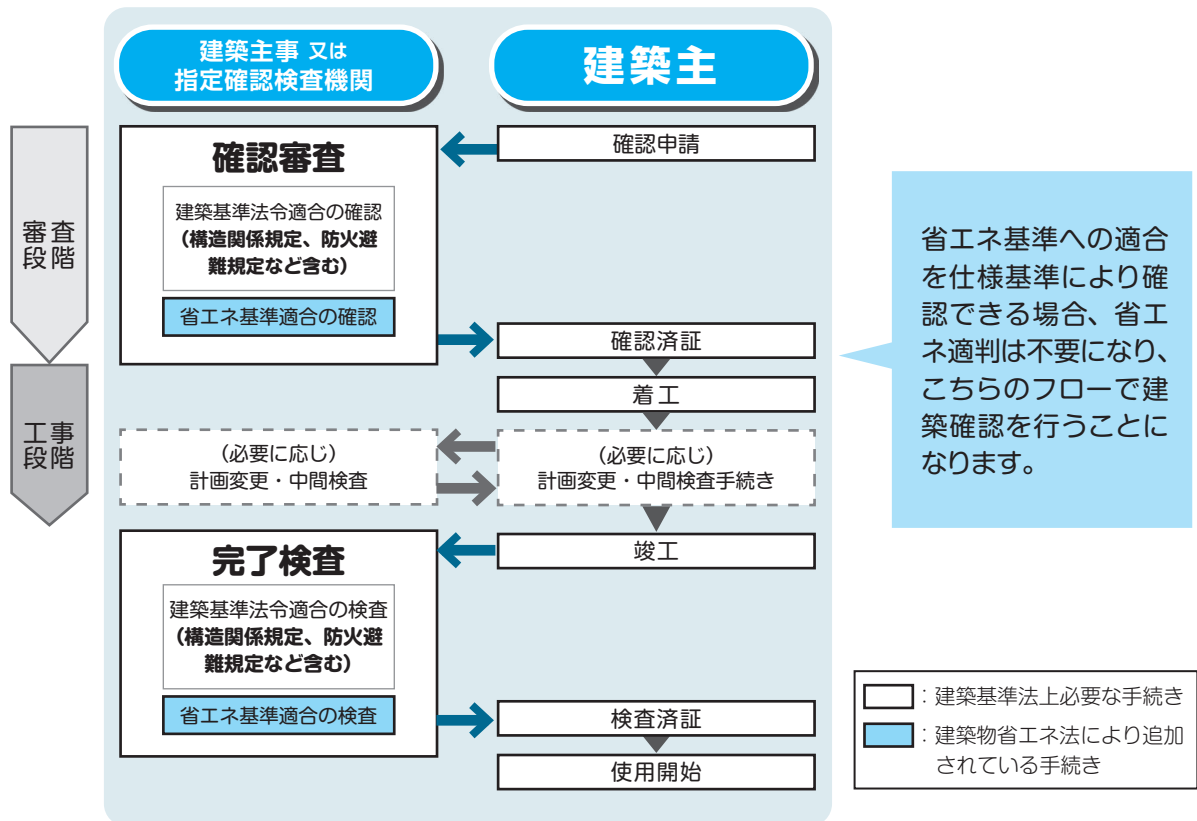 建築主事 又は
指定確認検査機関
建築主
審査
段階
確認審査
建築基準法令適合の確認
(構造関係規定、防火避
難規定など含む)
省エネ基準適合の確認
確認申請
確認済証
着工
工事
段階
(必要に応じ)
計画変更・中間検査
(必要に応じ)
計画変更・中間検査手続き
完了検査
建築基準法令適合の検査
(構造関係規定、防火避
難規定など含む)
省エネ基準適合の検査
竣工
検査済証
使用開始
省エネ基準への適合
を仕様基準により確
認できる場合、省エ
ネ適判は不要になり、
こちらのフローで建
築確認を行うことに
なります。
:建築基準法上必要な手続き
:建築物省エネ法により追加
されている手続き